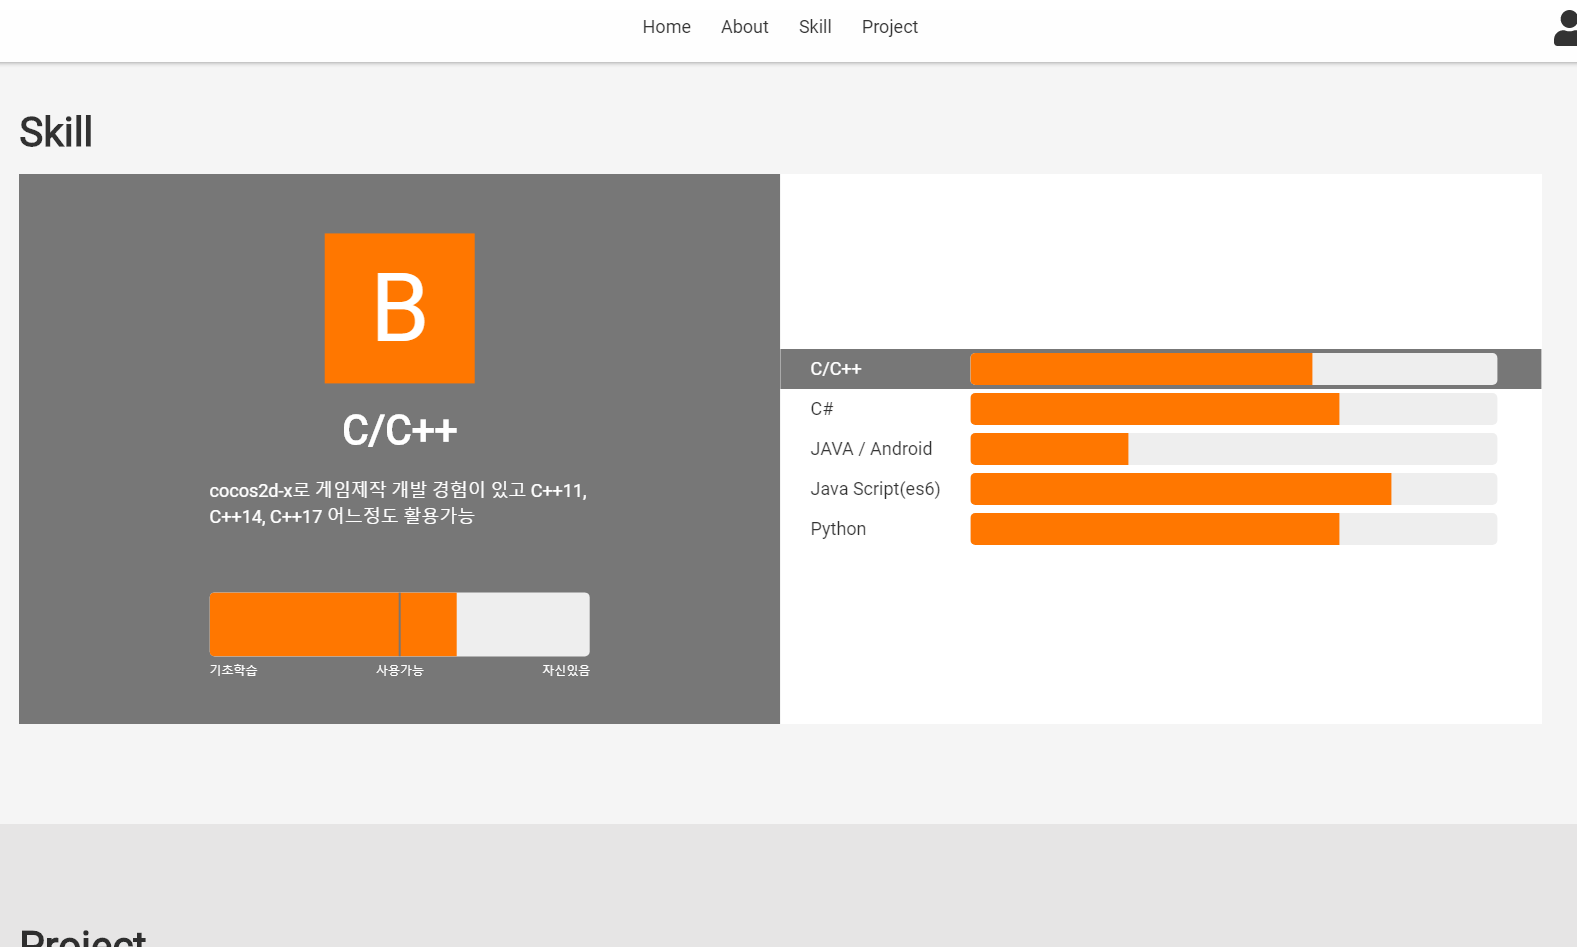 Home About Skill Project
Skill
B
C/C++
cocos2d-x로 게임제작 개발 경험이 있고 C++11,
C++14, C++17 어느정도 활용가능
기초학습 사용가능 자신있음
C/C++
C#
JAVA / Android
Java Script(es6)
Python
Project